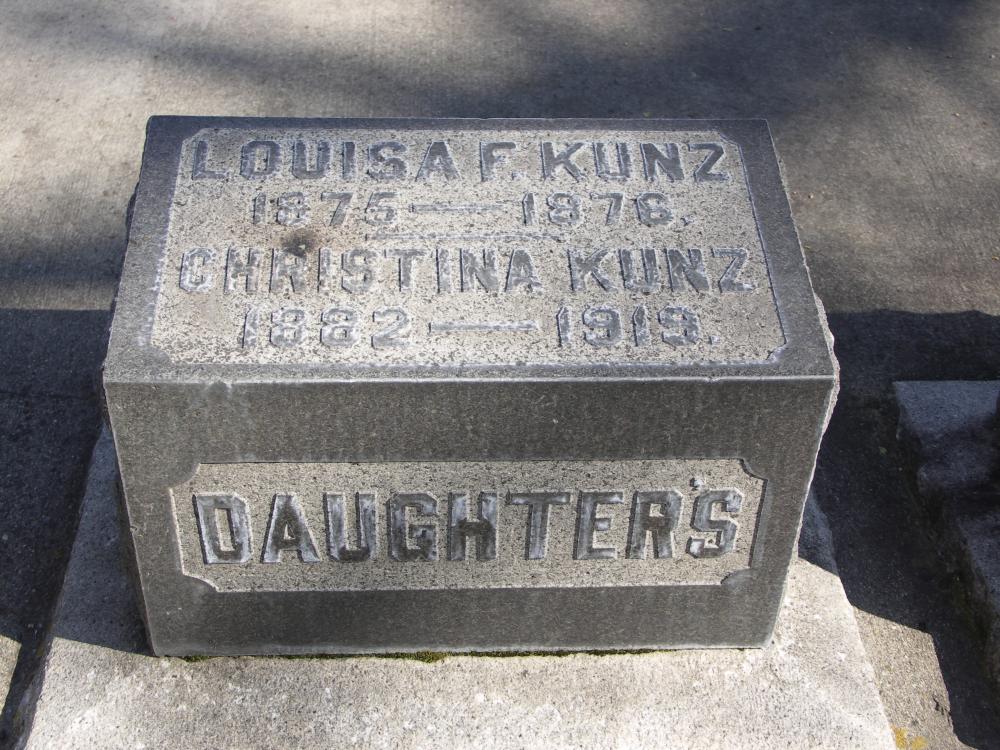 LOUISA F. KUNZ
1875 — 1876.
CHRISTINA KUNZ
1882 — 1919.
DAUGHTERS